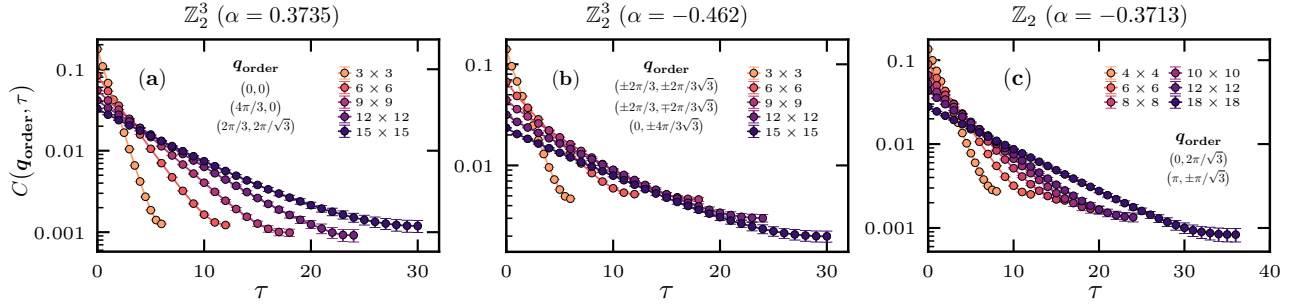 ℤ₂³ (α = 0.3735)
C(q_order, τ)
0.1
0.01
0.001
(a)
q_order
(0, 0)
(4π/3, 0)
(2π/3, 2π/√3)
3 × 3
6 × 6
9 × 9
12 × 12
15 × 15
0 10 20 30
τ
ℤ₂³ (α = −0.462)
0.1
0.01
0.001
(b)
q_order
(±2π/3, ±2π/3√3)
(±2π/3, ∓2π/3√3)
(0, ±4π/3√3)
3 × 3
6 × 6
9 × 9
12 × 12
15 × 15
0 10 20 30
τ
ℤ₂ (α = −0.3713)
0.1
0.01
0.001
(c)
4 × 4 10 × 10
6 × 6 12 × 12
8 × 8 18 × 18
q_order
(0, 2π/√3)
(π, ±π/√3)
0 10 20 30 40
τ